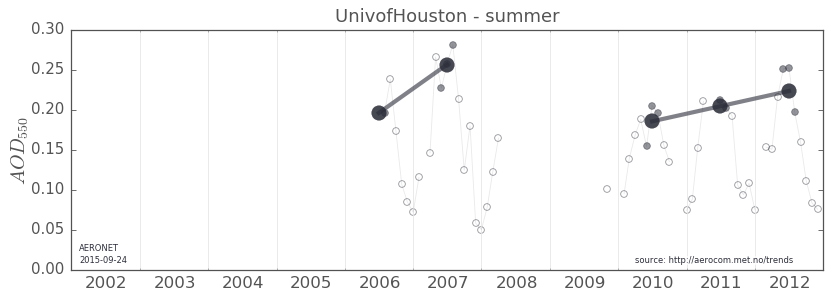 UnivofHouston - summer
0.30
0.25
0.20
0.15
0.10
0.05
0.00
AOD550
AERONET
2015-09-24
source: http://aerocom.met.no/trends
2002 2003 2004 2005 2006 2007 2008 2009 2010 2011 2012